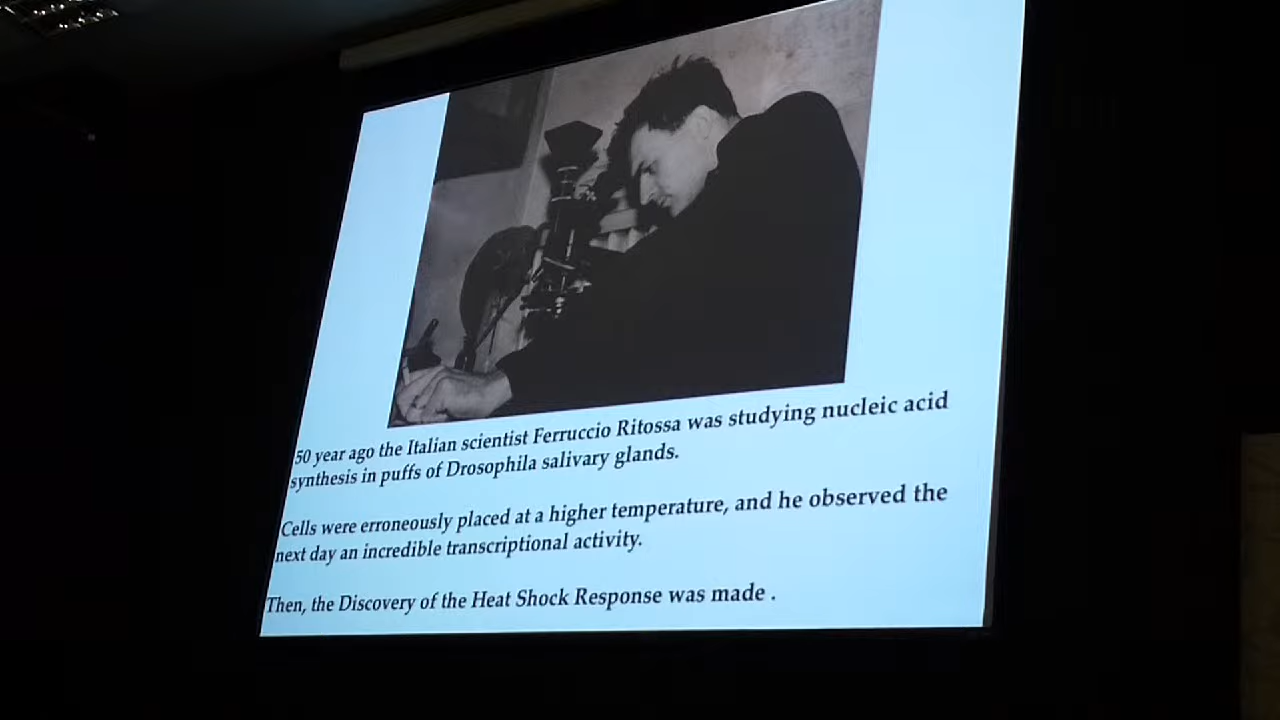 50 year ago the Italian scientist Ferruccio Ritossa was studying nucleic acid
synthesis in puffs of Drosophila salivary glands.
Cells were erroneously placed at a higher temperature, and he observed the
next day an incredible transcriptional activity.
Then, the Discovery of the Heat Shock Response was made .